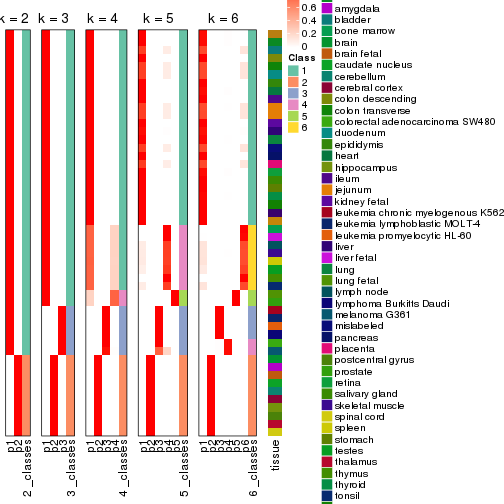 k = 2
k = 3
k = 4
k = 5
k = 6
0.6
0.4
0.2
0
Class
1
2
3
4
5
6
amygdala
bladder
bone marrow
brain
brain fetal
caudate nucleus
cerebellum
cerebral cortex
colon descending
colon transverse
colorectal adenocarcinoma SW480
duodenum
epididymis
heart
hippocampus
ileum
jejunum
kidney fetal
leukemia chronic myelogenous K562
leukemia lymphoblastic MOLT-4
leukemia promyelocytic HL-60
liver
liver fetal
lung
lung fetal
lymph node
lymphoma Burkitts Daudi
melanoma G361
mislabeled
pancreas
placenta
postcentral gyrus
prostate
retina
salivary gland
skeletal muscle
spinal cord
spleen
stomach
testes
thalamus
thymus
thyroid
tonsil
p1
p2
2_classes
p1
p2
p3
3_classes
p1
p2
p3
p4
4_classes
p1
p2
p3
p4
p5
5_classes
p1
p2
p3
p4
p5
p6
6_classes
tissue